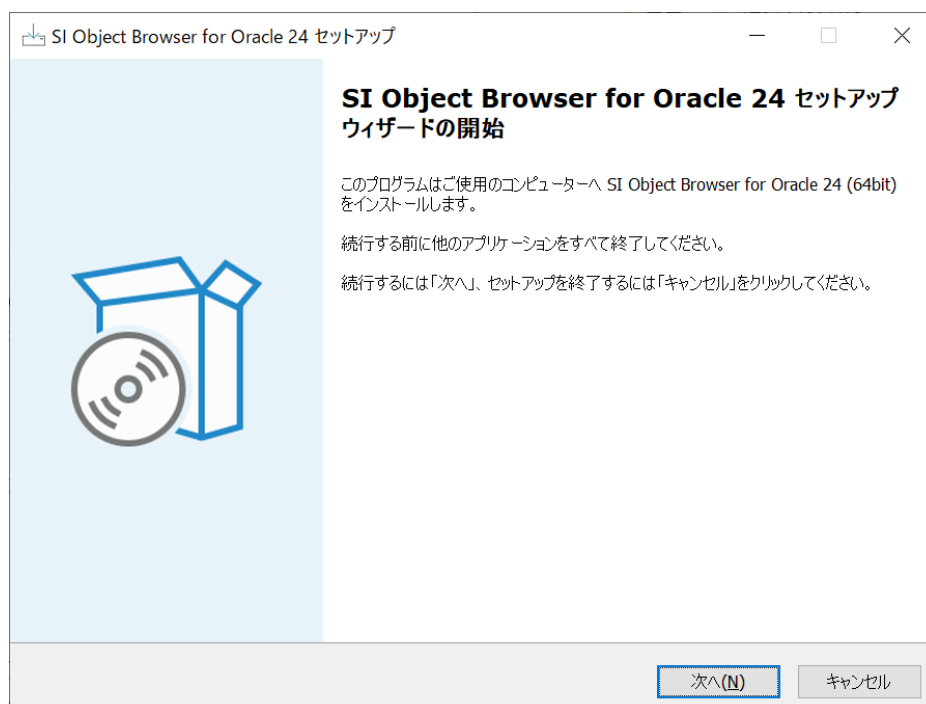 SI Object Browser for Oracle 24 セットアップ
SI Object Browser for Oracle 24 セットアップ
ウィザードの開始
このプログラムはご使用のコンピューターへ SI Object Browser for Oracle 24 (64bit)
をインストールします。
続行する前に他のアプリケーションをすべて終了してください。
続行するには「次へ」、セットアップを終了するには「キャンセル」をクリックしてください。
次へ(N)
キャンセル